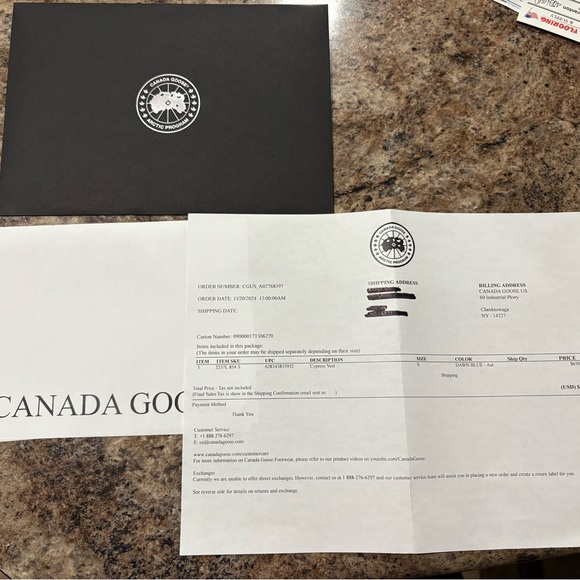 FLOORING
& SUPPLY
CANADA GOOSE
ARCTIC PROGRAM
CANADA GOO
CANADA GOOSE
ARCTIC PROGRAM
ORDER NUMBER: CGUS_A02768397
ORDER DATE: 11/20/2024 12:00:00AM
SHIPPING DATE:
SHIPPING ADDRESS
BILLING ADDRESS
CANADA GOOSE US
60 Industrial Pkwy
Cheektowaga
NY - 14227
Carton Number: 090000171306270
Items included in this package:
(The items in your order may be shipped separately depending on their size)
ITEM ITEM SKU UPC DESCRIPTION SIZE COLOR Ship Qty PRICE
1 2237L 854 S Cypress Vest S DAWN BLUE - Aub
Shipping
Total Price - Tax not included (USD)
(Final Sales Tax is show in the Shipping Confirmation email sent to: )
Payment Method
Thank You
Customer Service
T: +1 888 276-6297
E: ce@canadagoose.com
www.canadagoose.com/customercare
For more information on Canada Goose Footwear, please refer to our product videos on youtube.com/CanadaGoose
Exchanges
Currently we are unable to offer direct exchanges. However, contact us at 1 888-276-6297 and our customer service team will assist you in placing a new order and create a return label for you.
See reverse side for details on returns and exchange.